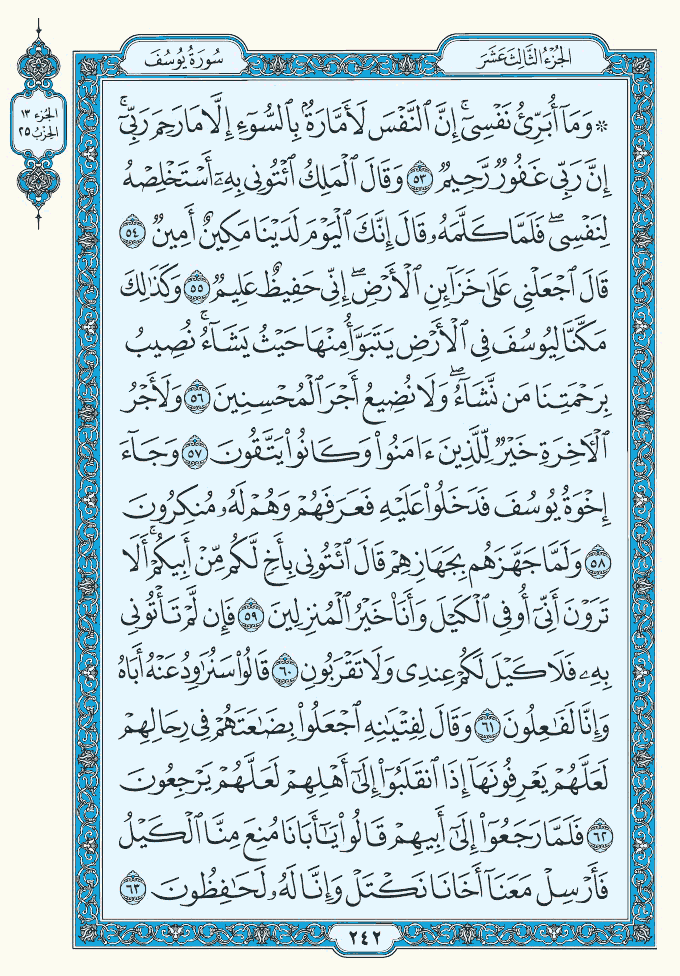 سُورَةُ يُوسُفَ
الجُزْءُ الثَّالِثَ عَشَرَ
الجزء ١٣
الحزب ٢٥
۞ وَمَآ أُبَرِّئُ نَفْسِيٓۚ إِنَّ ٱلنَّفْسَ لَأَمَّارَةُۢ بِٱلسُّوٓءِ إِلَّا مَا رَحِمَ رَبِّيٓۚ
إِنَّ رَبِّي غَفُورٞ رَّحِيمٞ ٥٣ وَقَالَ ٱلْمَلِكُ ٱئْتُونِي بِهِۦٓ أَسْتَخْلِصْهُ
لِنَفْسِيۖ فَلَمَّا كَلَّمَهُۥ قَالَ إِنَّكَ ٱلْيَوْمَ لَدَيْنَا مَكِينٌ أَمِينٞ ٥٤
قَالَ ٱجْعَلْنِي عَلَىٰ خَزَآئِنِ ٱلْأَرْضِۖ إِنِّي حَفِيظٌ عَلِيمٞ ٥٥ وَكَذَٰلِكَ
مَكَّنَّا لِيُوسُفَ فِي ٱلْأَرْضِ يَتَبَوَّأُ مِنْهَا حَيْثُ يَشَآءُۚ نُصِيبُ
بِرَحْمَتِنَا مَن نَّشَآءُۖ وَلَا نُضِيعُ أَجْرَ ٱلْمُحْسِنِينَ ٥٦ وَلَأَجْرُ
ٱلْأٓخِرَةِ خَيْرٞ لِّلَّذِينَ ءَامَنُوا۟ وَكَانُوا۟ يَتَّقُونَ ٥٧ وَجَآءَ
إِخْوَةُ يُوسُفَ فَدَخَلُوا۟ عَلَيْهِ فَعَرَفَهُمْ وَهُمْ لَهُۥ مُنكِرُونَ
٥٨ وَلَمَّا جَهَّزَهُم بِجَهَازِهِمْ قَالَ ٱئْتُونِي بِأَخٖ لَّكُم مِّنْ أَبِيكُمْۚ أَلَا
تَرَوْنَ أَنِّيٓ أُوفِي ٱلْكَيْلَ وَأَنَا۠ خَيْرُ ٱلْمُنزِلِينَ ٥٩ فَإِن لَّمْ تَأْتُونِي
بِهِۦ فَلَا كَيْلَ لَكُمْ عِندِي وَلَا تَقْرَبُونِ ٦٠ قَالُوا۟ سَنُرَٰوِدُ عَنْهُ أَبَاهُ
وَإِنَّا لَفَٰعِلُونَ ٦١ وَقَالَ لِفِتْيَٰنِهِ ٱجْعَلُوا۟ بِضَٰعَتَهُمْ فِي رِحَالِهِمْ
لَعَلَّهُمْ يَعْرِفُونَهَآ إِذَا ٱنقَلَبُوٓا۟ إِلَىٰٓ أَهْلِهِمْ لَعَلَّهُمْ يَرْجِعُونَ
٦٢ فَلَمَّا رَجَعُوٓا۟ إِلَىٰٓ أَبِيهِمْ قَالُوا۟ يَٰٓأَبَانَا مُنِعَ مِنَّا ٱلْكَيْلُ
فَأَرْسِلْ مَعَنَآ أَخَانَا نَكْتَلْ وَإِنَّا لَهُۥ لَحَٰفِظُونَ ٦٣
٢٤٢